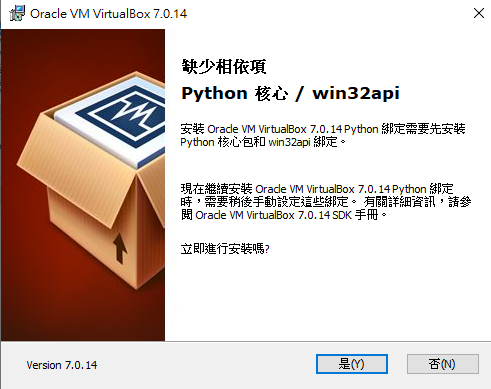 Oracle VM VirtualBox 7.0.14
缺少相依項
Python 核心 / win32api
安裝 Oracle VM VirtualBox 7.0.14 Python 綁定需要先安裝
Python 核心包和 win32api 綁定。
現在繼續安裝 Oracle VM VirtualBox 7.0.14 Python 綁定
時，需要稍後手動設定這些綁定。 有關詳細資訊，請參
閱 Oracle VM VirtualBox 7.0.14 SDK 手冊。
立即進行安裝嗎?
Version 7.0.14
是(Y)
否(N)